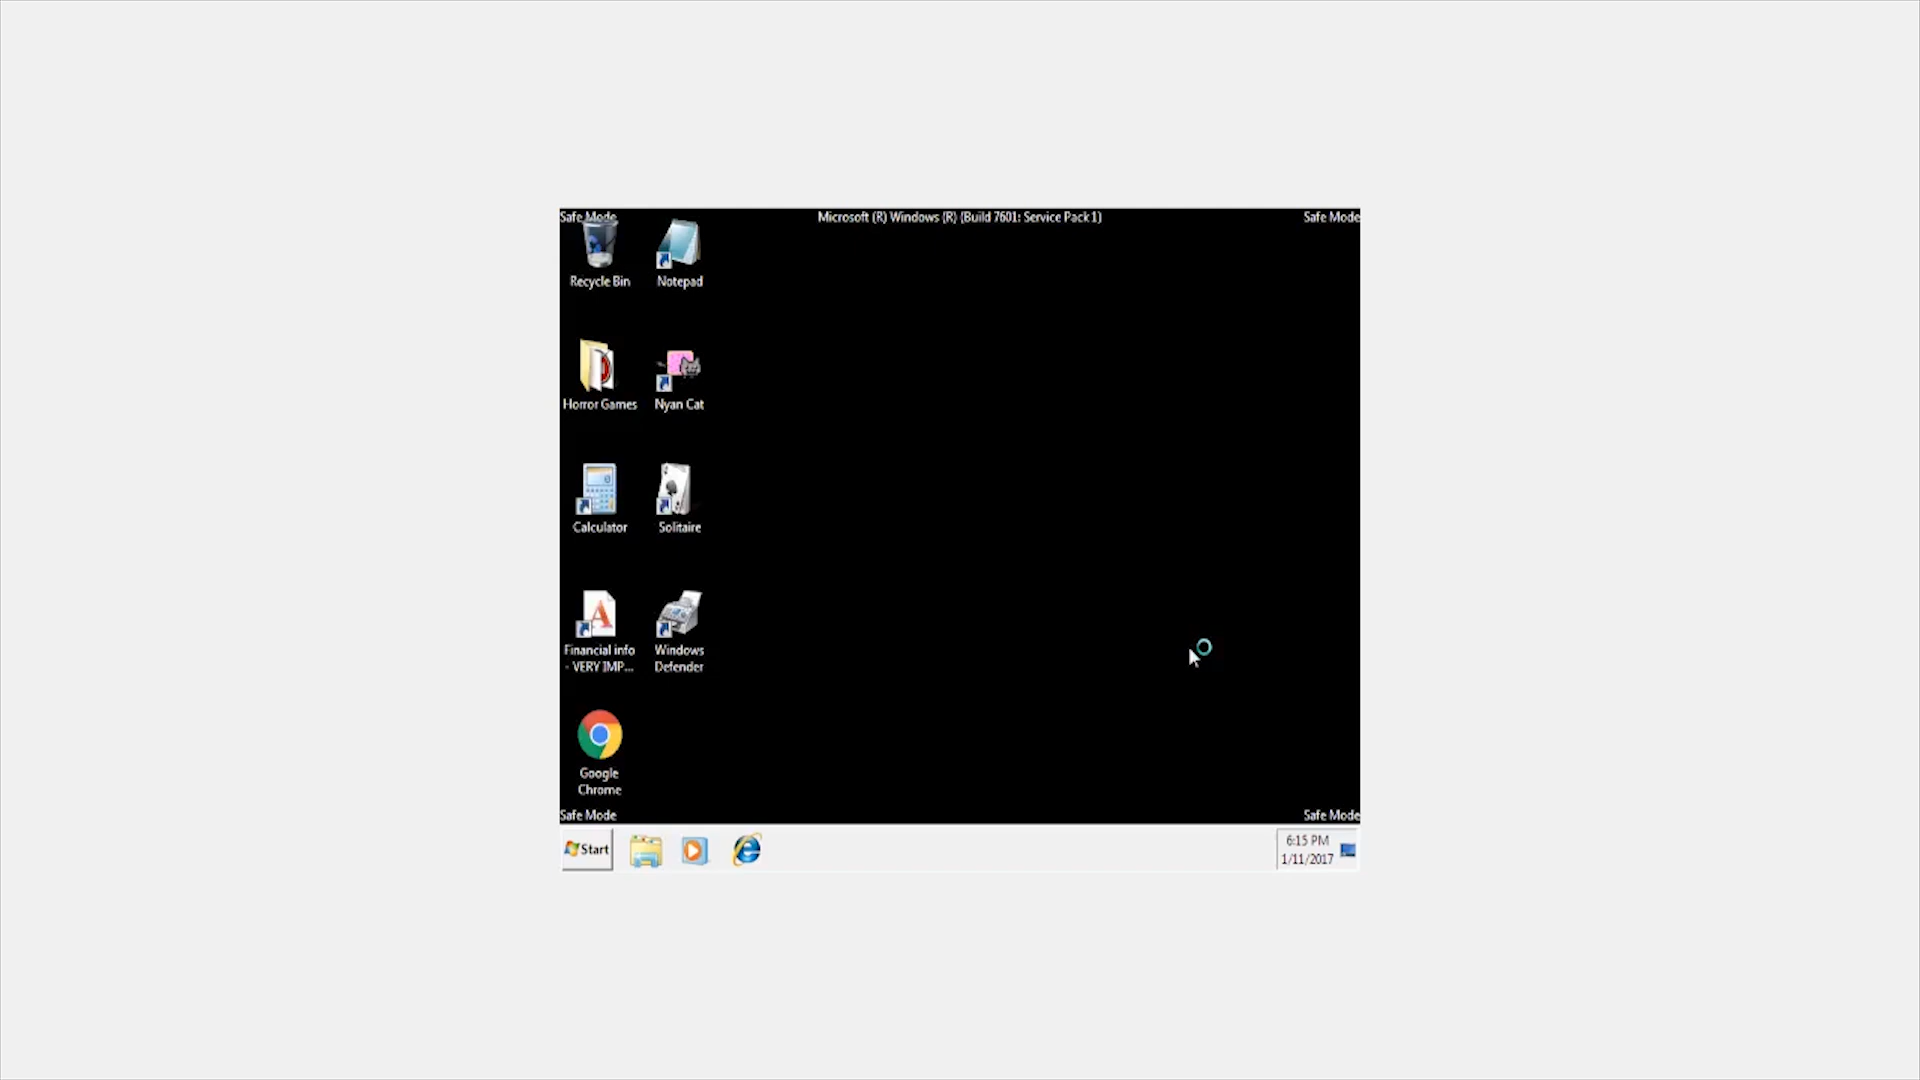 Safe Mode
Microsoft (R) Windows (R) (Build 7601: Service Pack 1)
Safe Mode
Recycle Bin
Notepad
Horror Games
Nyan Cat
Calculator
Solitaire
Financial info
- VERY IMP...
Windows
Defender
Google
Chrome
Safe Mode
Safe Mode
Start
6:15 PM
1/11/2017